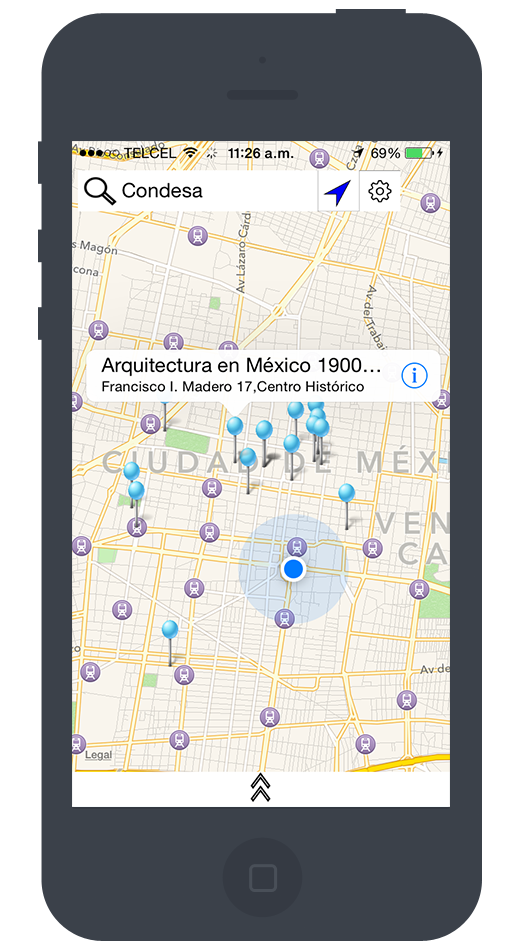 TELCEL 11:26 a.m. 69%
Condesa
s Magón
cona
Av Lázaro Cárd
Av del Trabaj
Arquitectura en México 1900...
Francisco I. Madero 17,Centro Histórico
CIUDAD DE MÉXI
VEN
CA
Av de
Legal